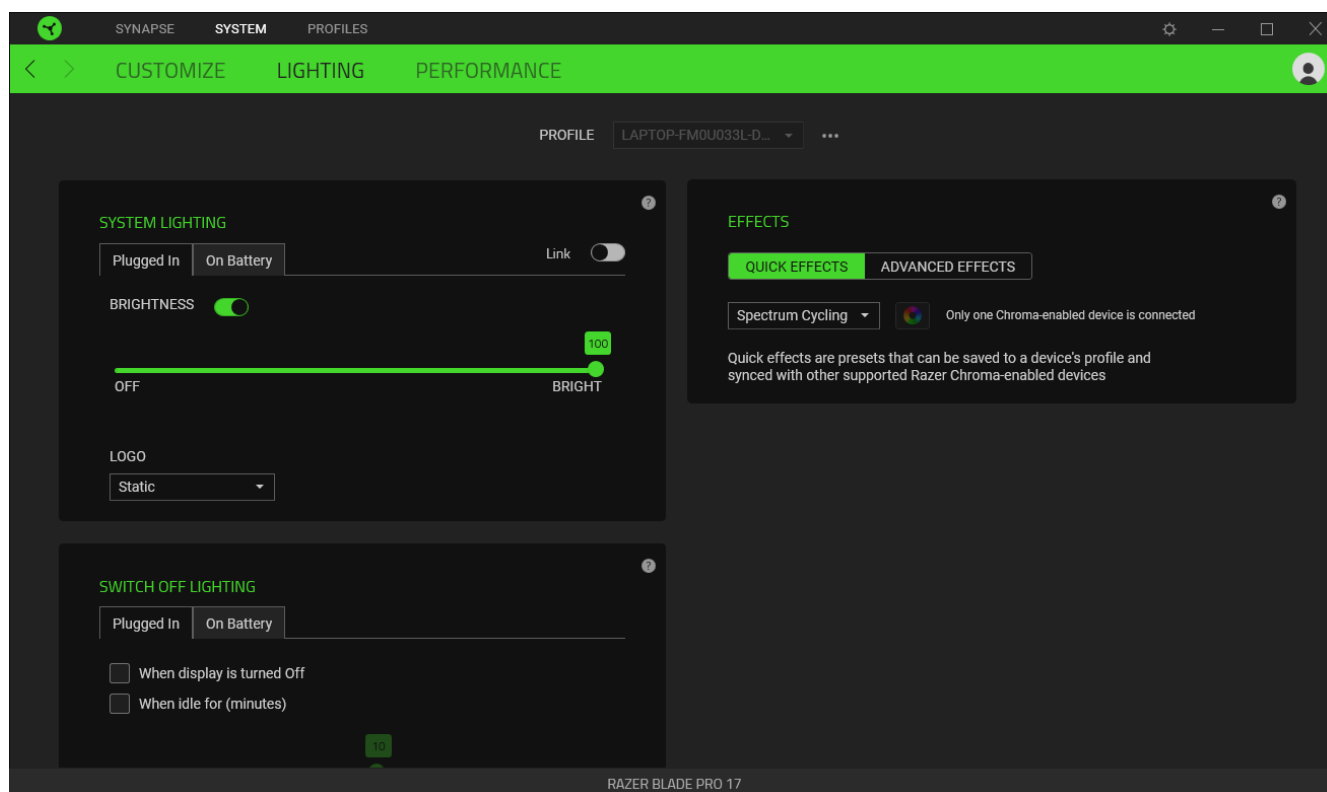 SYNAPSE SYSTEM PROFILES
CUSTOMIZE LIGHTING PERFORMANCE
PROFILE LAPTOP-FM0U033L-D...
SYSTEM LIGHTING
Plugged In On Battery Link
BRIGHTNESS
100
OFF BRIGHT
LOGO
Static
EFFECTS
QUICK EFFECTS ADVANCED EFFECTS
Spectrum Cycling Only one Chroma-enabled device is connected
Quick effects are presets that can be saved to a device's profile and
synced with other supported Razer Chroma-enabled devices
SWITCH OFF LIGHTING
Plugged In On Battery
When display is turned Off
When idle for (minutes)
10
RAZER BLADE PRO 17